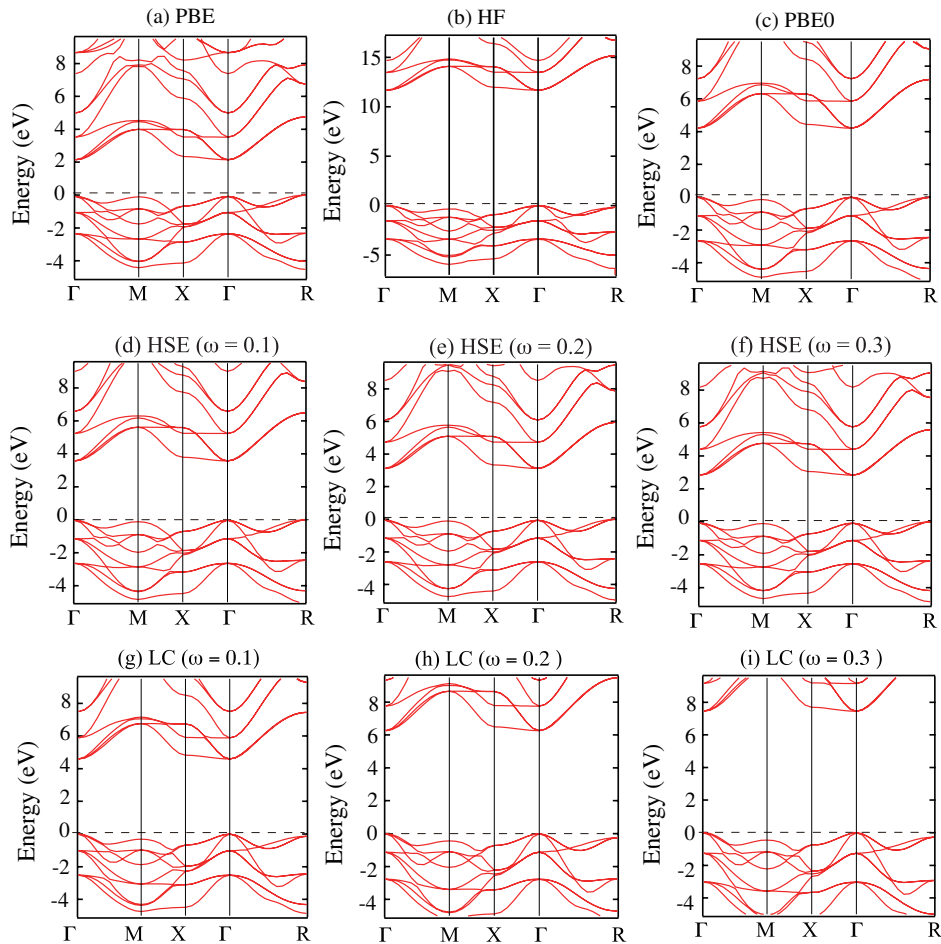 (a) PBE
(b) HF
(c) PBE0
Energy (eV)
8
6
4
2
0
-2
-4
Γ M X Γ R
Energy (eV)
15
10
5
0
-5
Γ M X Γ R
Energy (eV)
8
6
4
2
0
-2
-4
Γ M X Γ R
(d) HSE (ω = 0.1)
(e) HSE (ω = 0.2)
(f) HSE (ω = 0.3)
Energy (eV)
8
6
4
2
0
-2
-4
Γ M X Γ R
Energy (eV)
8
6
4
2
0
-2
-4
Γ M X Γ R
Energy (eV)
8
6
4
2
0
-2
-4
Γ M X Γ R
(g) LC (ω = 0.1)
(h) LC (ω = 0.2 )
(i) LC (ω = 0.3 )
Energy (eV)
8
6
4
2
0
-2
-4
Γ M X Γ R
Energy (eV)
8
6
4
2
0
-2
-4
Γ M X Γ R
Energy (eV)
8
6
4
2
0
-2
-4
Γ M X Γ R